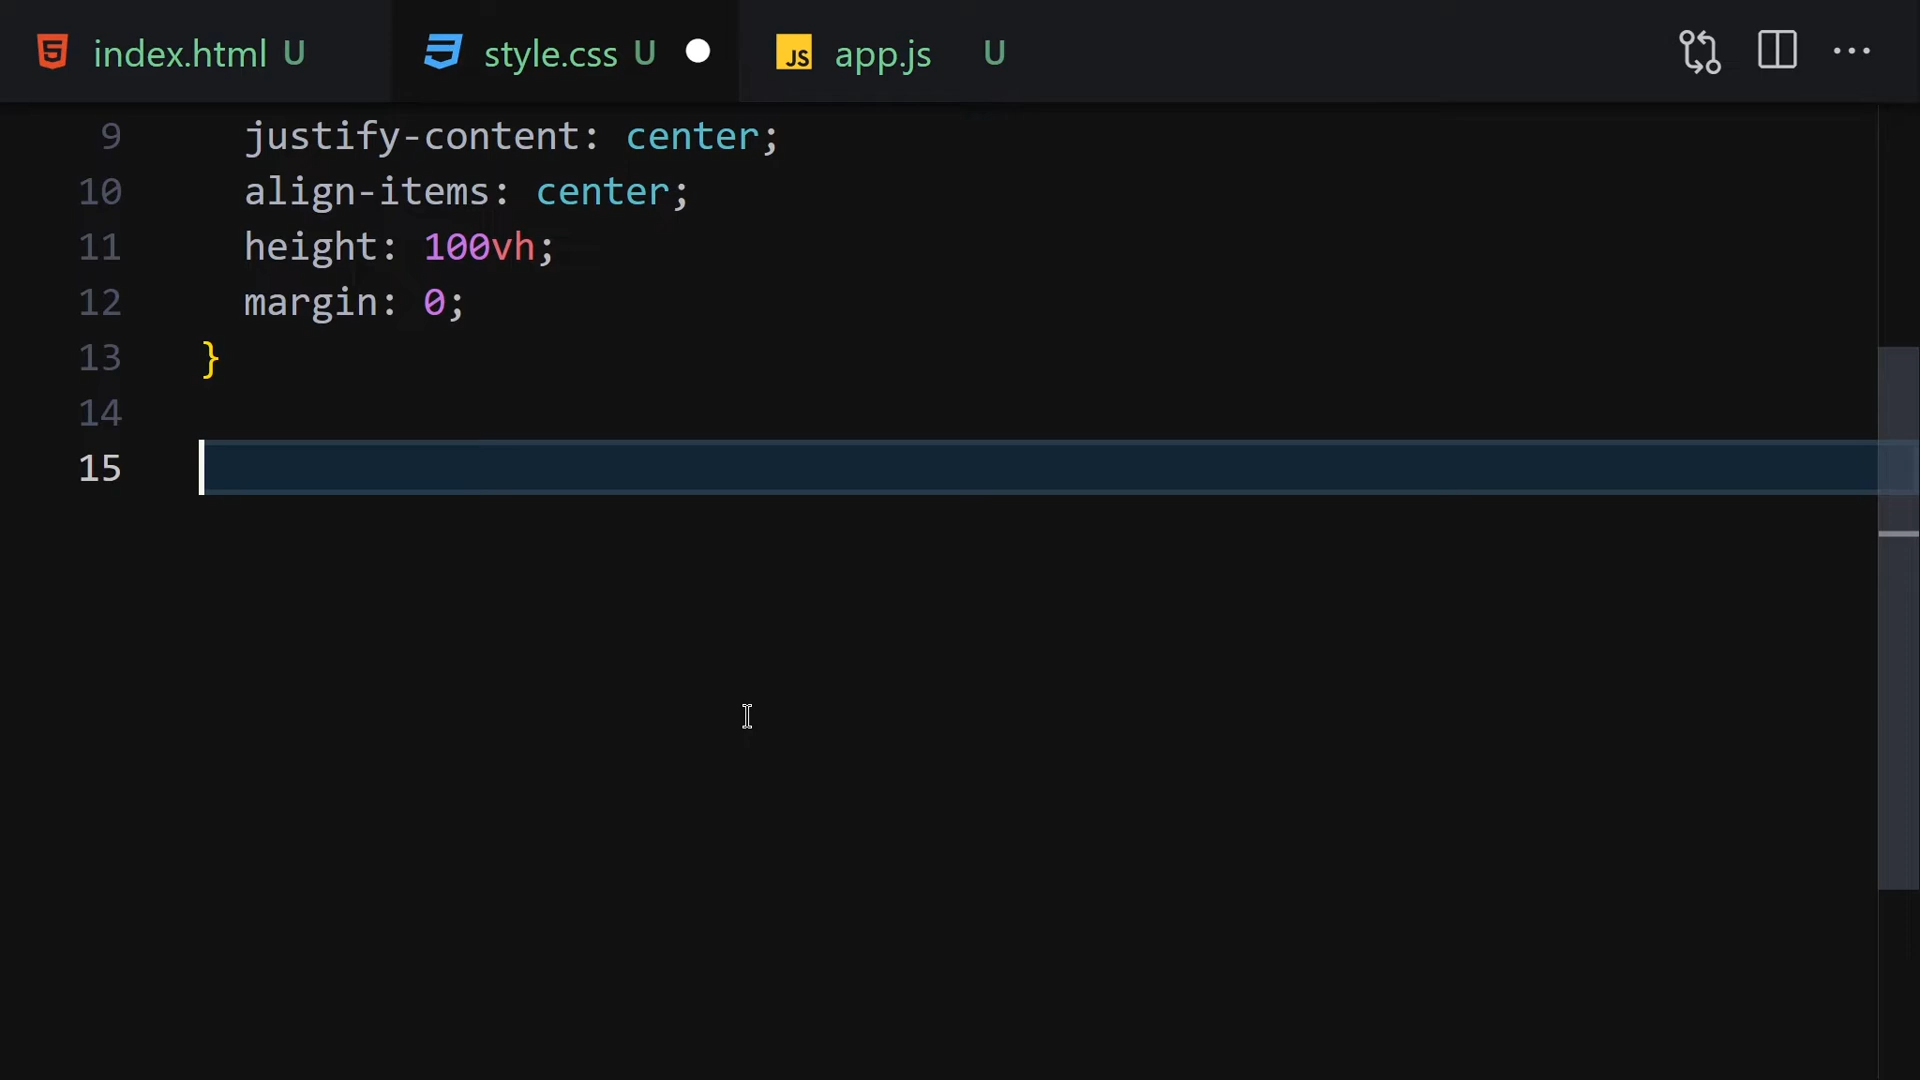 index.html U style.css U JS app.js U
9 justify-content: center;
10 align-items: center;
11 height: 100vh;
12 margin: 0;
13 }
14
15